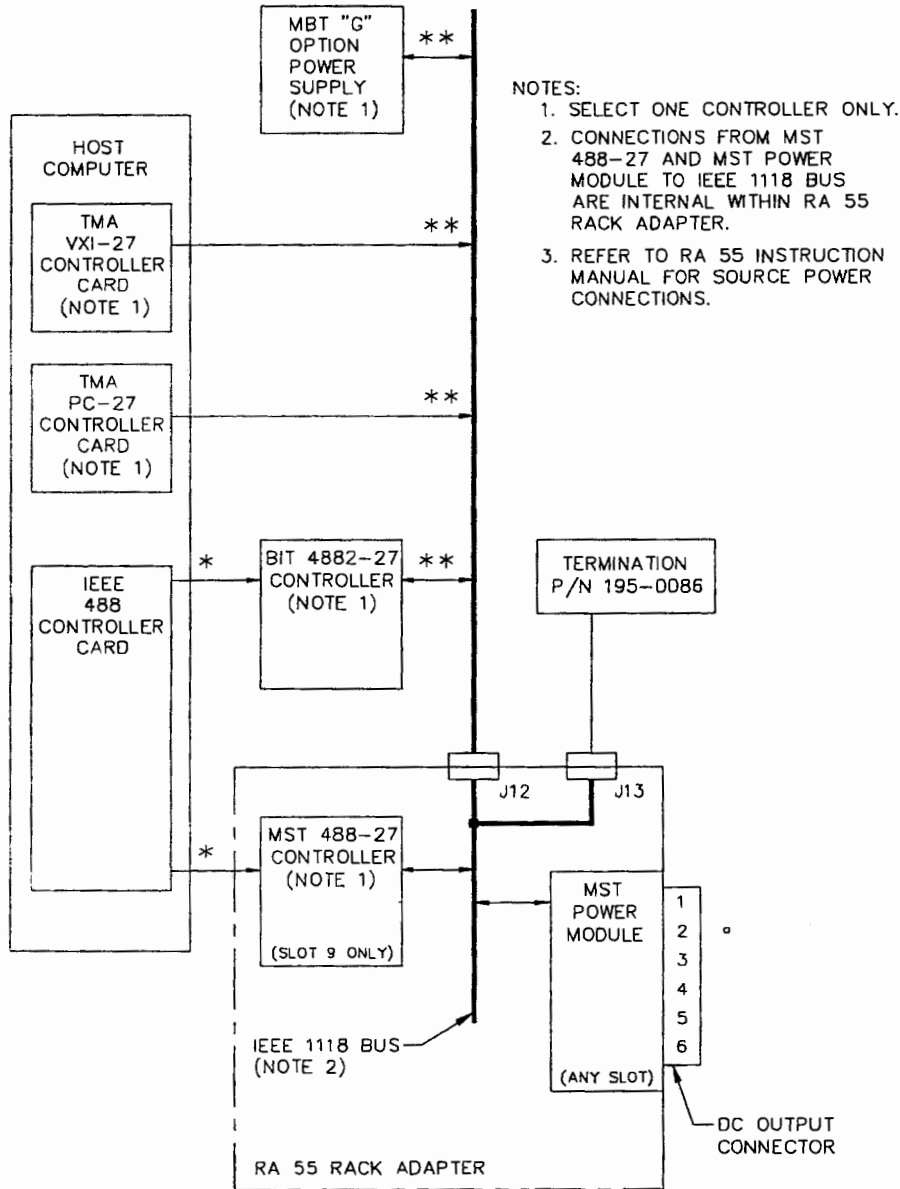 MBT "G"
OPTION
POWER
SUPPLY
(NOTE 1)
**
NOTES:
1. SELECT ONE CONTROLLER ONLY.
2. CONNECTIONS FROM MST
488-27 AND MST POWER
MODULE TO IEEE 1118 BUS
ARE INTERNAL WITHIN RA 55
RACK ADAPTER.
3. REFER TO RA 55 INSTRUCTION
MANUAL FOR SOURCE POWER
CONNECTIONS.
HOST
COMPUTER
TMA
VXI-27
CONTROLLER
CARD
(NOTE 1)
**
TMA
PC-27
CONTROLLER
CARD
(NOTE 1)
**
IEEE
488
CONTROLLER
CARD
*
BIT 4882-27
CONTROLLER
(NOTE 1)
**
TERMINATION
P/N 195-0086
J12
J13
*
MST 488-27
CONTROLLER
(NOTE 1)
(SLOT 9 ONLY)
MST
POWER
MODULE
(ANY SLOT)
1
2
3
4
5
6
IEEE 1118 BUS
(NOTE 2)
DC OUTPUT
CONNECTOR
RA 55 RACK ADAPTER